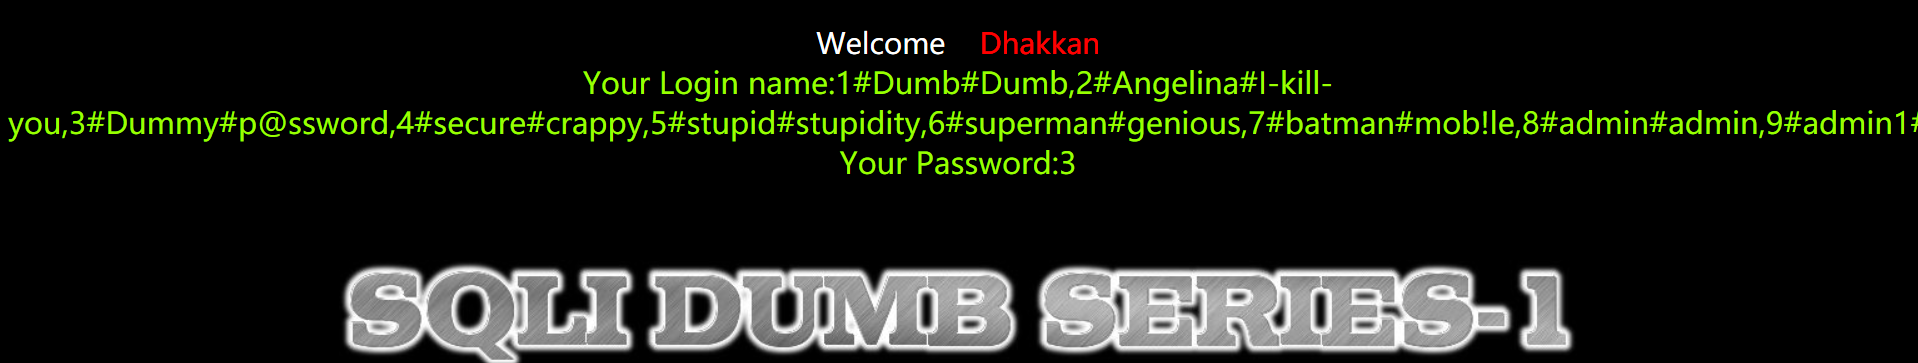 Welcome Dhakkan
Your Login name:1#Dumb#Dumb,2#Angelina#I-kill-
you,3#Dummy#p@ssword,4#secure#crappy,5#stupid#stupidity,6#superman#genious,7#batman#mob!le,8#admin#admin,9#admin1#
Your Password:3
SQLI DUMB SERIES-1